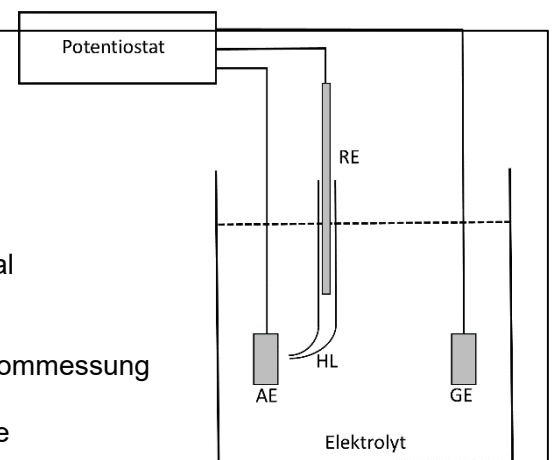 Potentiostat
RE
al
ommessung
HL
AE
GE
e
Elektrolyt